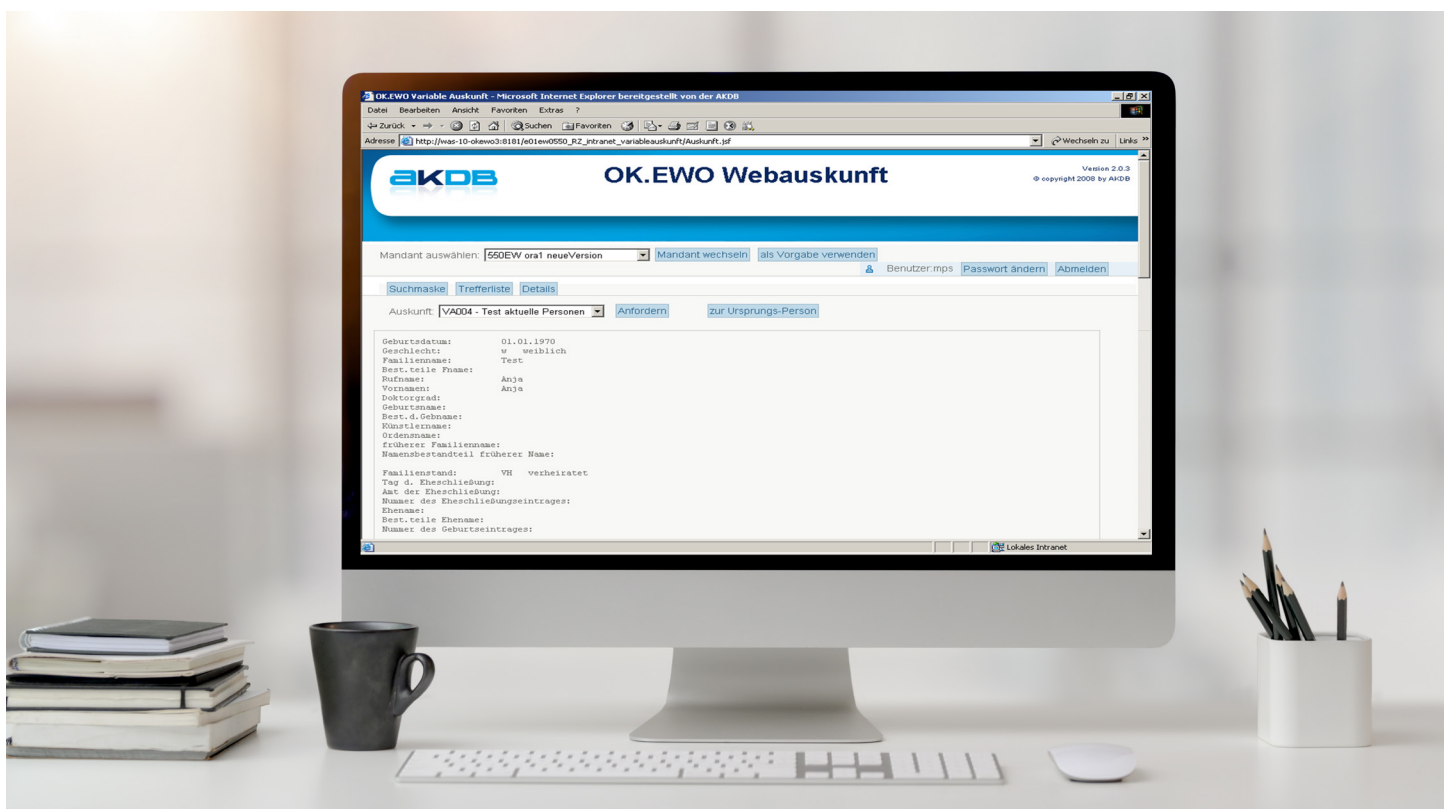 OK.EWO Variable Auskunft - Microsoft Internet Explorer bereitgestellt von der AKDB
Datei Bearbeiten Ansicht Favoriten Extras ?
Zurück Suchen Favoriten
Adresse http://was-10-okewo3:8181/e01ew0550_RZ_intranet_variableauskunft/Auskunft.jsf Wechseln zu Links »
AKDB OK.EWO Webauskunft Version 2.0.3
© copyright 2008 by AKDB
Mandant auswählen: 550EW ora1 neueVersion Mandant wechseln als Vorgabe verwenden
Benutzer:mps Passwort ändern Abmelden
Suchmaske Trefferliste Details
Auskunft: VA004 - Test aktuelle Personen Anfordern zur Ursprungs-Person
Geburtsdatum: 01.01.1970
Geschlecht: w weiblich
Familienname: Test
Best.teile Fname:
Rufname: Anja
Vornamen: Anja
Doktorgrad:
Geburtsname:
Best.d.Gebname:
Künstlername:
Ordensname:
früherer Familienname:
Namensbestandteil früherer Name:
Familienstand: VH verheiratet
Tag d. Eheschließung:
Amt der Eheschließung:
Nummer des Eheschließungseintrages:
Ehename:
Best.teile Ehename:
Nummer des Geburtseintrages:
Lokales Intranet